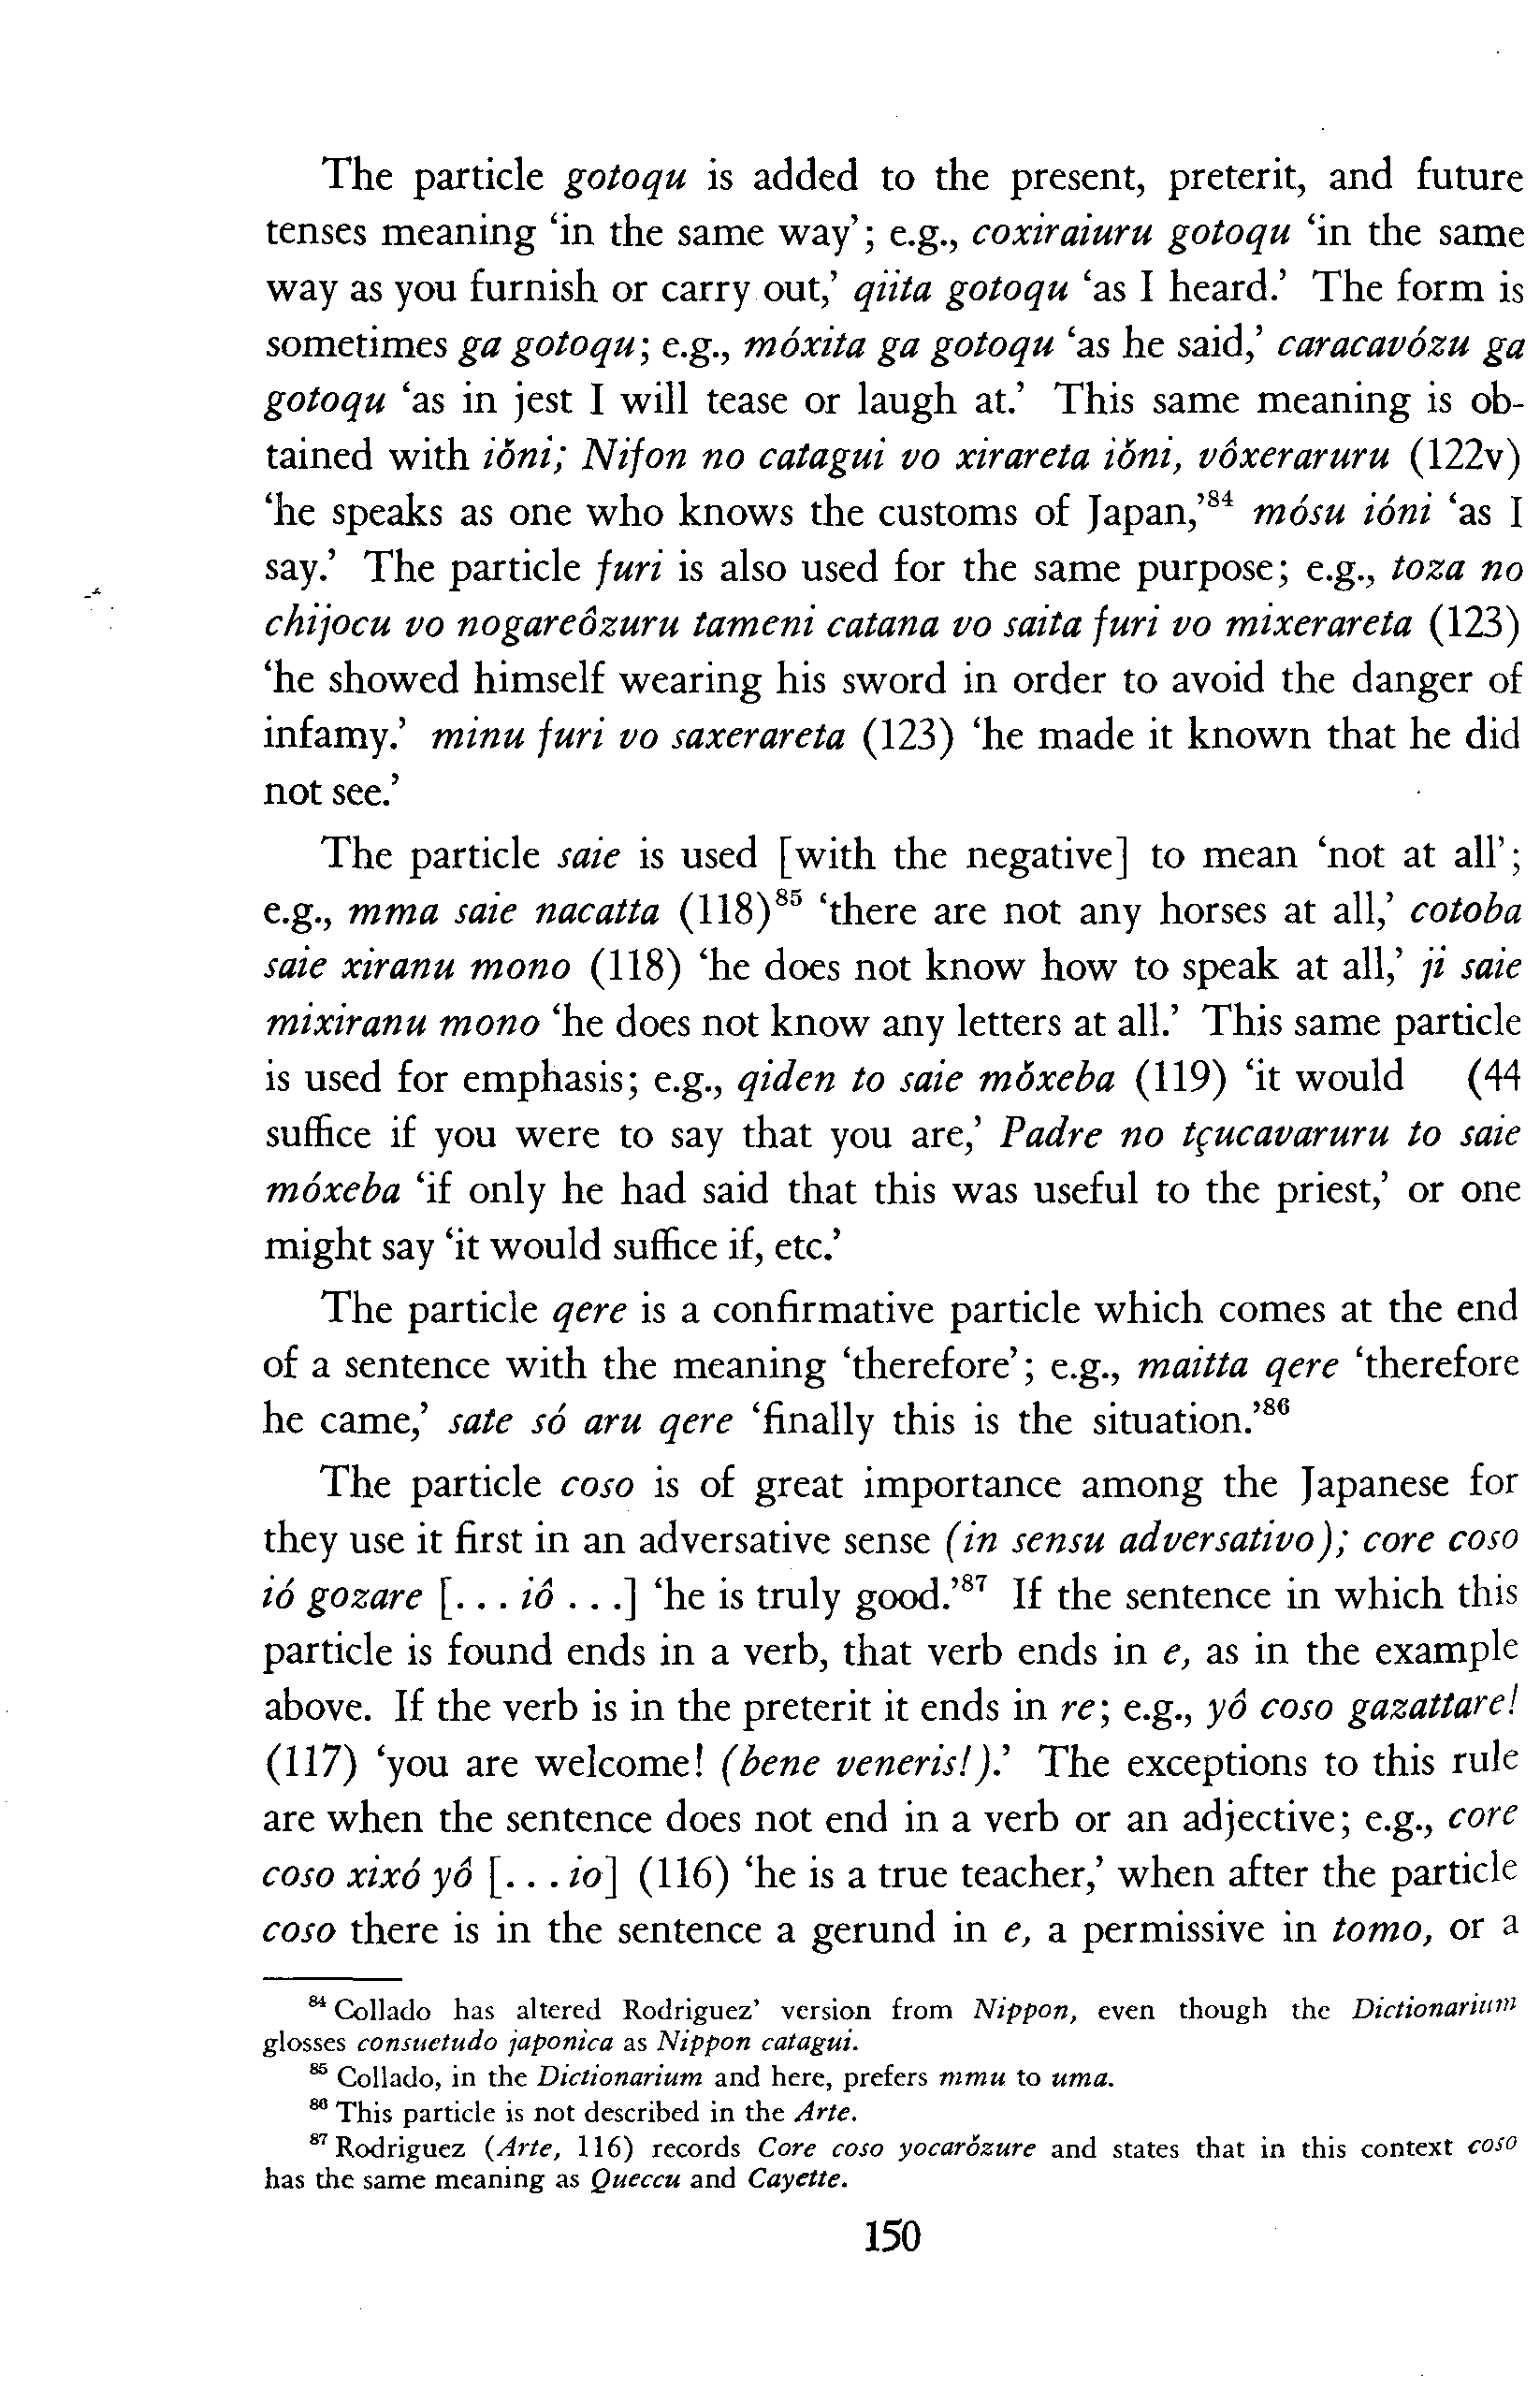 The particle gotoqu is added to the present, preterit, and future
tenses meaning ‘in the same way’; e.g., coxiraiuru gotoqu ‘in the same
way as you furnish or carry out,’ qiita gotoqu ‘as I heard.’ The form is
sometimes ga gotoqu; e.g., móxita ga gotoqu ‘as he said,’ caracavózu ga
gotoqu ‘as in jest I will tease or laugh at.’ This same meaning is ob-
tained with iǒni; Nifon no catagui vo xirareta iǒni, vôxeraruru (122v)
‘he speaks as one who knows the customs of Japan,’⁸⁴ mósu ióni ‘as I
say.’ The particle furi is also used for the same purpose; e.g., toza no
chijocu vo nogareôzuru tameni catana vo saita furi vo mixerareta (123)
‘he showed himself wearing his sword in order to avoid the danger of
infamy.’ minu furi vo saxerareta (123) ‘he made it known that he did
not see.’
The particle saie is used [with the negative] to mean ‘not at all’;
e.g., mma saie nacatta (118)⁸⁵ ‘there are not any horses at all,’ cotoba
saie xiranu mono (118) ‘he does not know how to speak at all,’ ji saie
mixiranu mono ‘he does not know any letters at all.’ This same particle
is used for emphasis; e.g., qiden to saie mǒxeba (119) ‘it would (44
suffice if you were to say that you are,’ Padre no tçucavaruru to saie
móxeba ‘if only he had said that this was useful to the priest,’ or one
might say ‘it would suffice if, etc.’
The particle qere is a confirmative particle which comes at the end
of a sentence with the meaning ‘therefore’; e.g., maitta qere ‘therefore
he came,’ sate só aru qere ‘finally this is the situation.’⁸⁶
The particle coso is of great importance among the Japanese for
they use it first in an adversative sense (in sensu adversativo); core coso
ió gozare [. . . iô . . .] ‘he is truly good.’⁸⁷ If the sentence in which this
particle is found ends in a verb, that verb ends in e, as in the example
above. If the verb is in the preterit it ends in re; e.g., yô coso gazattare!
(117) ‘you are welcome! (bene veneris!).’ The exceptions to this rule
are when the sentence does not end in a verb or an adjective; e.g., core
coso xixó yô [. . . io] (116) ‘he is a true teacher,’ when after the particle
coso there is in the sentence a gerund in e, a permissive in tomo, or a
⁸⁴ Collado has altered Rodriguez’ version from Nippon, even though the Dictionarium
glosses consuetudo japonica as Nippon catagui.
⁸⁵ Collado, in the Dictionarium and here, prefers mmu to uma.
⁸⁶ This particle is not described in the Arte.
⁸⁷ Rodriguez (Arte, 116) records Core coso yocarǒzure and states that in this context coso
has the same meaning as Queccu and Cayette.
150